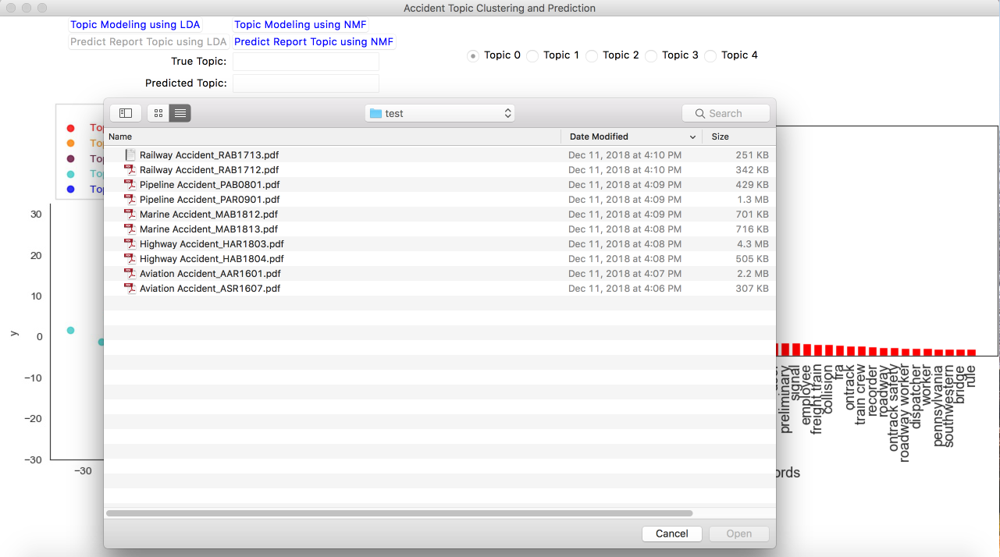 Accident Topic Clustering and Prediction
Topic Modeling using LDA Topic Modeling using NMF
Predict Report Topic using LDA Predict Report Topic using NMF
True Topic:
Topic 0 Topic 1 Topic 2 Topic 3 Topic 4
Predicted Topic:
test
Search
Name Date Modified Size
Railway Accident_RAB1713.pdf Dec 11, 2018 at 4:10 PM 251 KB
Railway Accident_RAB1712.pdf Dec 11, 2018 at 4:10 PM 342 KB
Pipeline Accident_PAB0801.pdf Dec 11, 2018 at 4:09 PM 429 KB
Pipeline Accident_PAR0901.pdf Dec 11, 2018 at 4:09 PM 1.3 MB
Marine Accident_MAB1812.pdf Dec 11, 2018 at 4:09 PM 701 KB
Marine Accident_MAB1813.pdf Dec 11, 2018 at 4:08 PM 716 KB
Highway Accident_HAR1803.pdf Dec 11, 2018 at 4:08 PM 4.3 MB
Highway Accident_HAB1804.pdf Dec 11, 2018 at 4:08 PM 505 KB
Aviation Accident_AAR1601.pdf Dec 11, 2018 at 4:07 PM 2.2 MB
Aviation Accident_ASR1607.pdf Dec 11, 2018 at 4:06 PM 307 KB
Cancel Open
Top
Top
Top
Top
Top
30
20
10
0
−10
−20
−30
y
−30
preliminary
signal
employee
freight train
collision
fra
ontrack
train crew
recorder
roadway
ontrack safety
roadway worker
dispatcher
worker
pennsylvania
southwestern
bridge
rule
ords